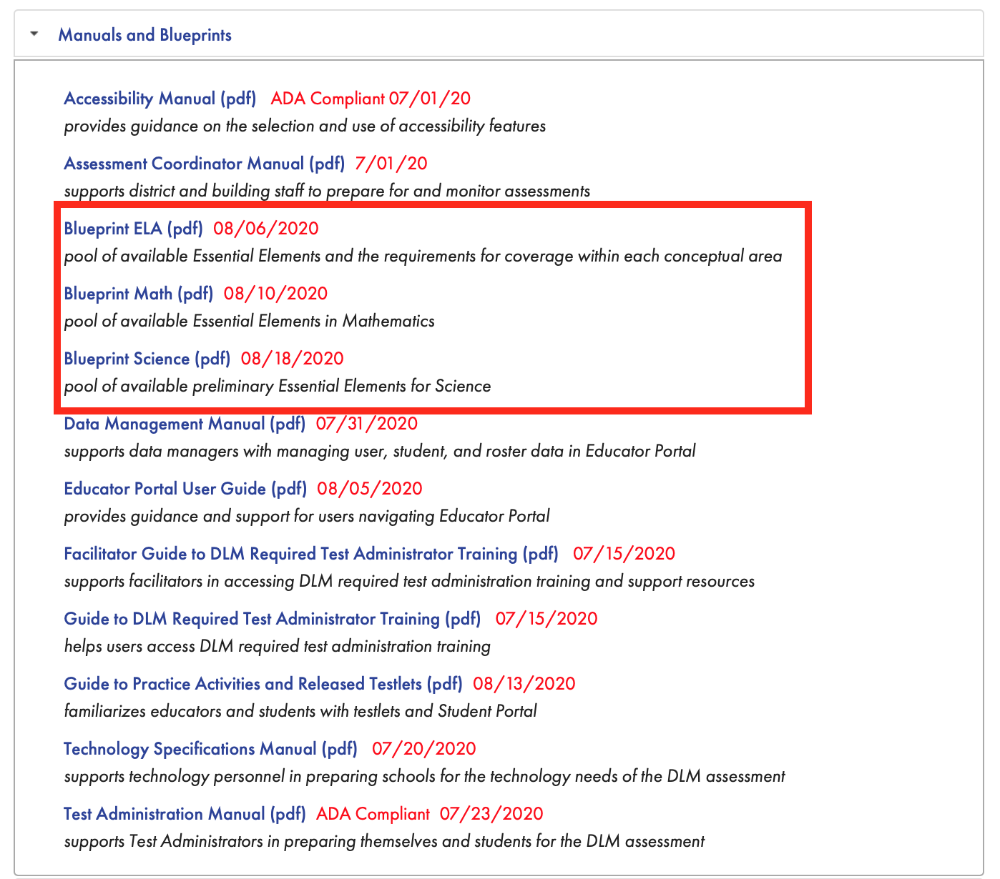 Manuals and Blueprints
Accessibility Manual (pdf) ADA Compliant 07/01/20
provides guidance on the selection and use of accessibility features
Assessment Coordinator Manual (pdf) 7/01/20
supports district and building staff to prepare for and monitor assessments
Blueprint ELA (pdf) 08/06/2020
pool of available Essential Elements and the requirements for coverage within each conceptual area
Blueprint Math (pdf) 08/10/2020
pool of available Essential Elements in Mathematics
Blueprint Science (pdf) 08/18/2020
pool of available preliminary Essential Elements for Science
Data Management Manual (pdf) 07/31/2020
supports data managers with managing user, student, and roster data in Educator Portal
Educator Portal User Guide (pdf) 08/05/2020
provides guidance and support for users navigating Educator Portal
Facilitator Guide to DLM Required Test Administrator Training (pdf) 07/15/2020
supports facilitators in accessing DLM required test administration training and support resources
Guide to DLM Required Test Administrator Training (pdf) 07/15/2020
helps users access DLM required test administration training
Guide to Practice Activities and Released Testlets (pdf) 08/13/2020
familiarizes educators and students with testlets and Student Portal
Technology Specifications Manual (pdf) 07/20/2020
supports technology personnel in preparing schools for the technology needs of the DLM assessment
Test Administration Manual (pdf) ADA Compliant 07/23/2020
supports Test Administrators in preparing themselves and students for the DLM assessment